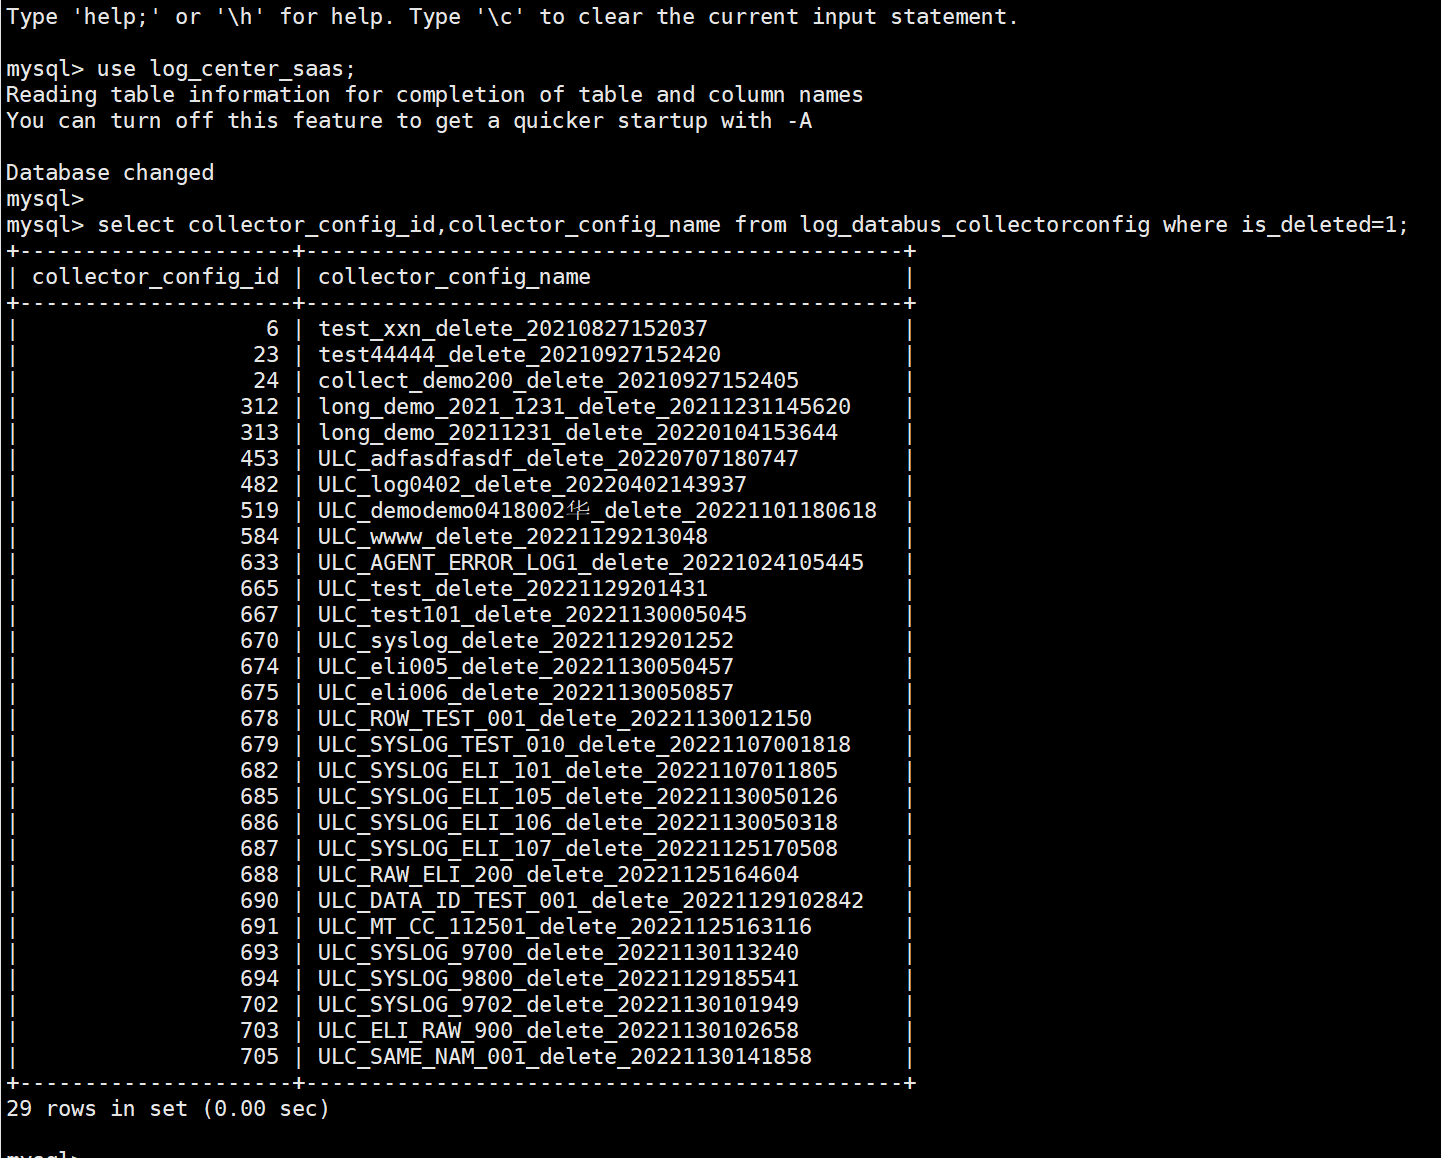 Type 'help;' or '\h' for help. Type '\c' to clear the current input statement.
mysql> use log_center_saas;
Reading table information for completion of table and column names
You can turn off this feature to get a quicker startup with -A
Database changed
mysql>
mysql> select collector_config_id,collector_config_name from log_databus_collectorconfig where is_deleted=1;
+---------------------+----------------------------------------------+
| collector_config_id | collector_config_name                        |
+---------------------+----------------------------------------------+
|                   6 | test_xxn_delete_20210827152037               |
|                  23 | test44444_delete_20210927152420              |
|                  24 | collect_demo200_delete_20210927152405        |
|                 312 | long_demo_2021_1231_delete_20211231145620    |
|                 313 | long_demo_20211231_delete_20220104153644     |
|                 453 | ULC_adfasdfasdf_delete_20220707180747        |
|                 482 | ULC_log0402_delete_20220402143937            |
|                 519 | ULC_demodemo0418002华_delete_20221101180618  |
|                 584 | ULC_wwww_delete_20221129213048               |
|                 633 | ULC_AGENT_ERROR_LOG1_delete_20221024105445   |
|                 665 | ULC_test_delete_20221129201431               |
|                 667 | ULC_test101_delete_20221130005045            |
|                 670 | ULC_syslog_delete_20221129201252             |
|                 674 | ULC_eli005_delete_20221130050457             |
|                 675 | ULC_eli006_delete_20221130050857             |
|                 678 | ULC_ROW_TEST_001_delete_20221130012150       |
|                 679 | ULC_SYSLOG_TEST_010_delete_20221107001818    |
|                 682 | ULC_SYSLOG_ELI_101_delete_20221107011805     |
|                 685 | ULC_SYSLOG_ELI_105_delete_20221130050126     |
|                 686 | ULC_SYSLOG_ELI_106_delete_20221130050318     |
|                 687 | ULC_SYSLOG_ELI_107_delete_20221125170508     |
|                 688 | ULC_RAW_ELI_200_delete_20221125164604        |
|                 690 | ULC_DATA_ID_TEST_001_delete_20221129102842   |
|                 691 | ULC_MT_CC_112501_delete_20221125163116       |
|                 693 | ULC_SYSLOG_9700_delete_20221130113240        |
|                 694 | ULC_SYSLOG_9800_delete_20221129185541        |
|                 702 | ULC_SYSLOG_9702_delete_20221130101949        |
|                 703 | ULC_ELI_RAW_900_delete_20221130102658        |
|                 705 | ULC_SAME_NAM_001_delete_20221130141858       |
+---------------------+----------------------------------------------+
29 rows in set (0.00 sec)
mysql>